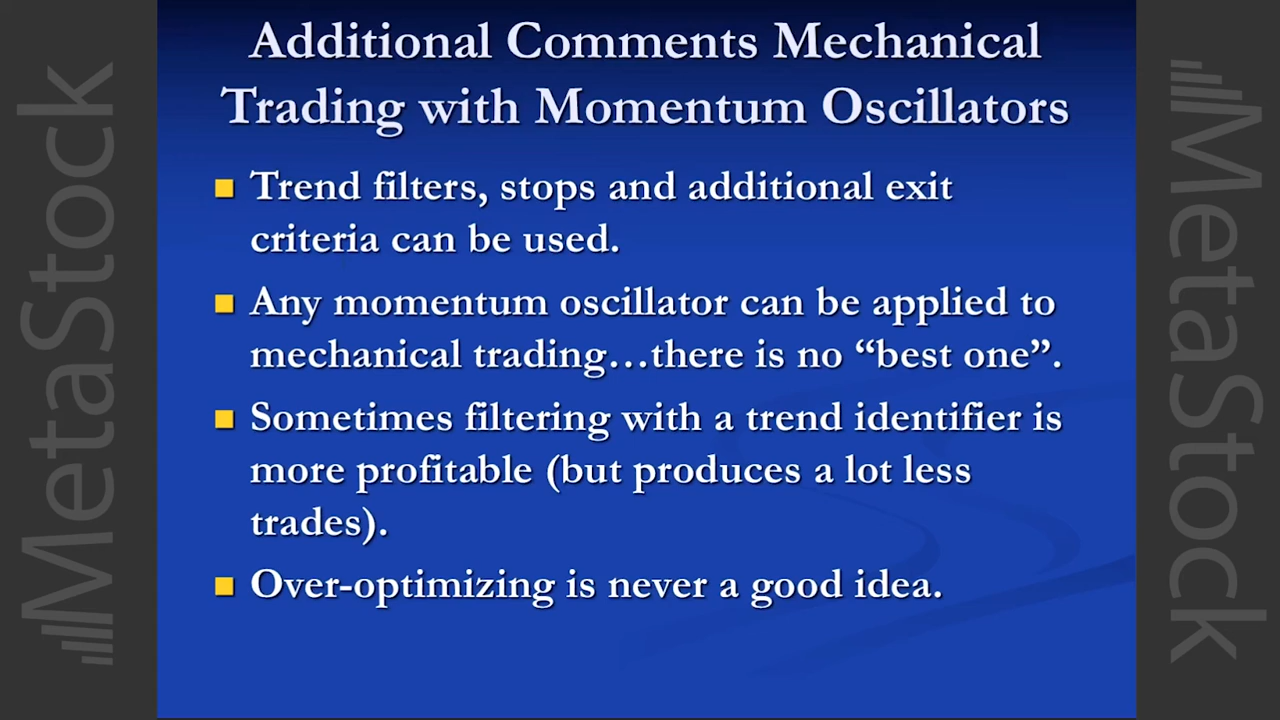 Additional Comments Mechanical
Trading with Momentum Oscillators
Trend filters, stops and additional exit
criteria can be used.
Any momentum oscillator can be applied to
mechanical trading…there is no “best one”.
Sometimes filtering with a trend identifier is
more profitable (but produces a lot less
trades).
Over-optimizing is never a good idea.
MetaStock
MetaStock